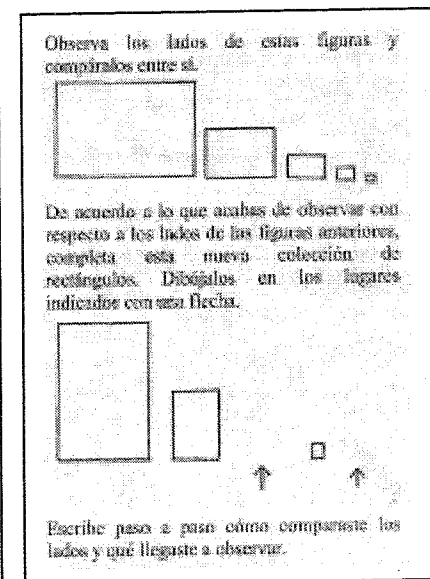 Observa los lados de estas figuras y
compáralos entre sí.
De acuerdo a lo que acabas de observar con
respecto a los lados de las figuras anteriores,
completa esta nueva colección de
rectángulos. Dibújalos en los lugares
indicados con una flecha.
Escribe paso a paso cómo comparaste los
lados y qué llegaste a observar.